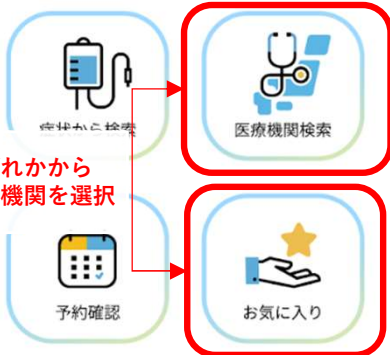 症状から検索
医療機関検索
れかから
機関を選択
予約確認
お気に入り